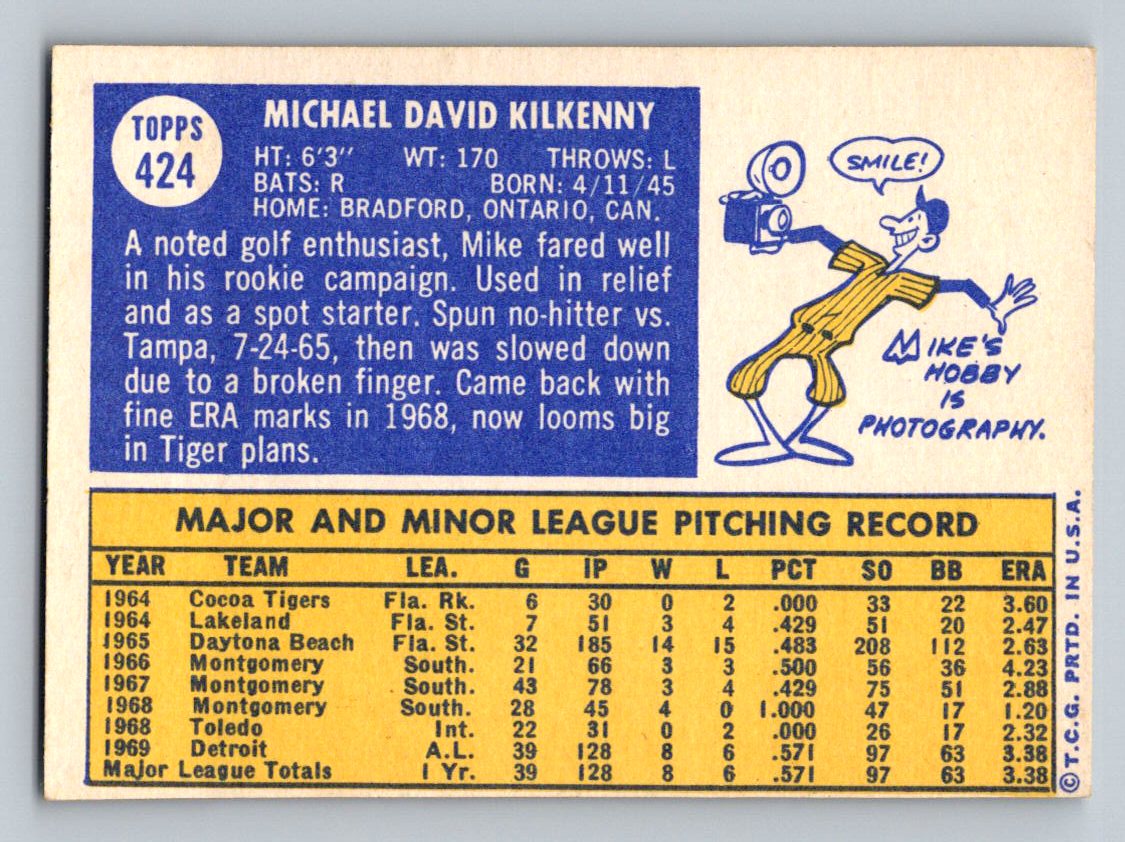 TOPPS
424
MICHAEL DAVID KILKENNY
HT: 6'3" WT: 170 THROWS: L
BATS: R BORN: 4/11/45
HOME: BRADFORD, ONTARIO, CAN.
A noted golf enthusiast, Mike fared well
in his rookie campaign. Used in relief
and as a spot starter. Spun no-hitter vs.
Tampa, 7-24-65, then was slowed down
due to a broken finger. Came back with
fine ERA marks in 1968, now looms big
in Tiger plans.
SMILE!
MIKE'S
HOBBY
IS
PHOTOGRAPHY.
MAJOR AND MINOR LEAGUE PITCHING RECORD
YEAR TEAM LEA. G IP W L PCT SO BB ERA
1964 Cocoa Tigers Fla. Rk. 6 30 0 2 .000 33 22 3.60
1964 Lakeland Fla. St. 7 51 3 4 .429 51 20 2.47
1965 Daytona Beach Fla. St. 32 185 14 15 .483 208 112 2.63
1966 Montgomery South. 21 66 3 3 .500 56 36 4.23
1967 Montgomery South. 43 78 3 4 .429 75 51 2.88
1968 Montgomery South. 28 45 4 0 1.000 47 17 1.20
1968 Toledo Int. 22 31 0 2 .000 26 17 2.32
1969 Detroit A.L. 39 128 8 6 .571 97 63 3.38
Major League Totals 1 Yr. 39 128 8 6 .571 97 63 3.38
© T.C.G. PRTD. IN U.S.A.